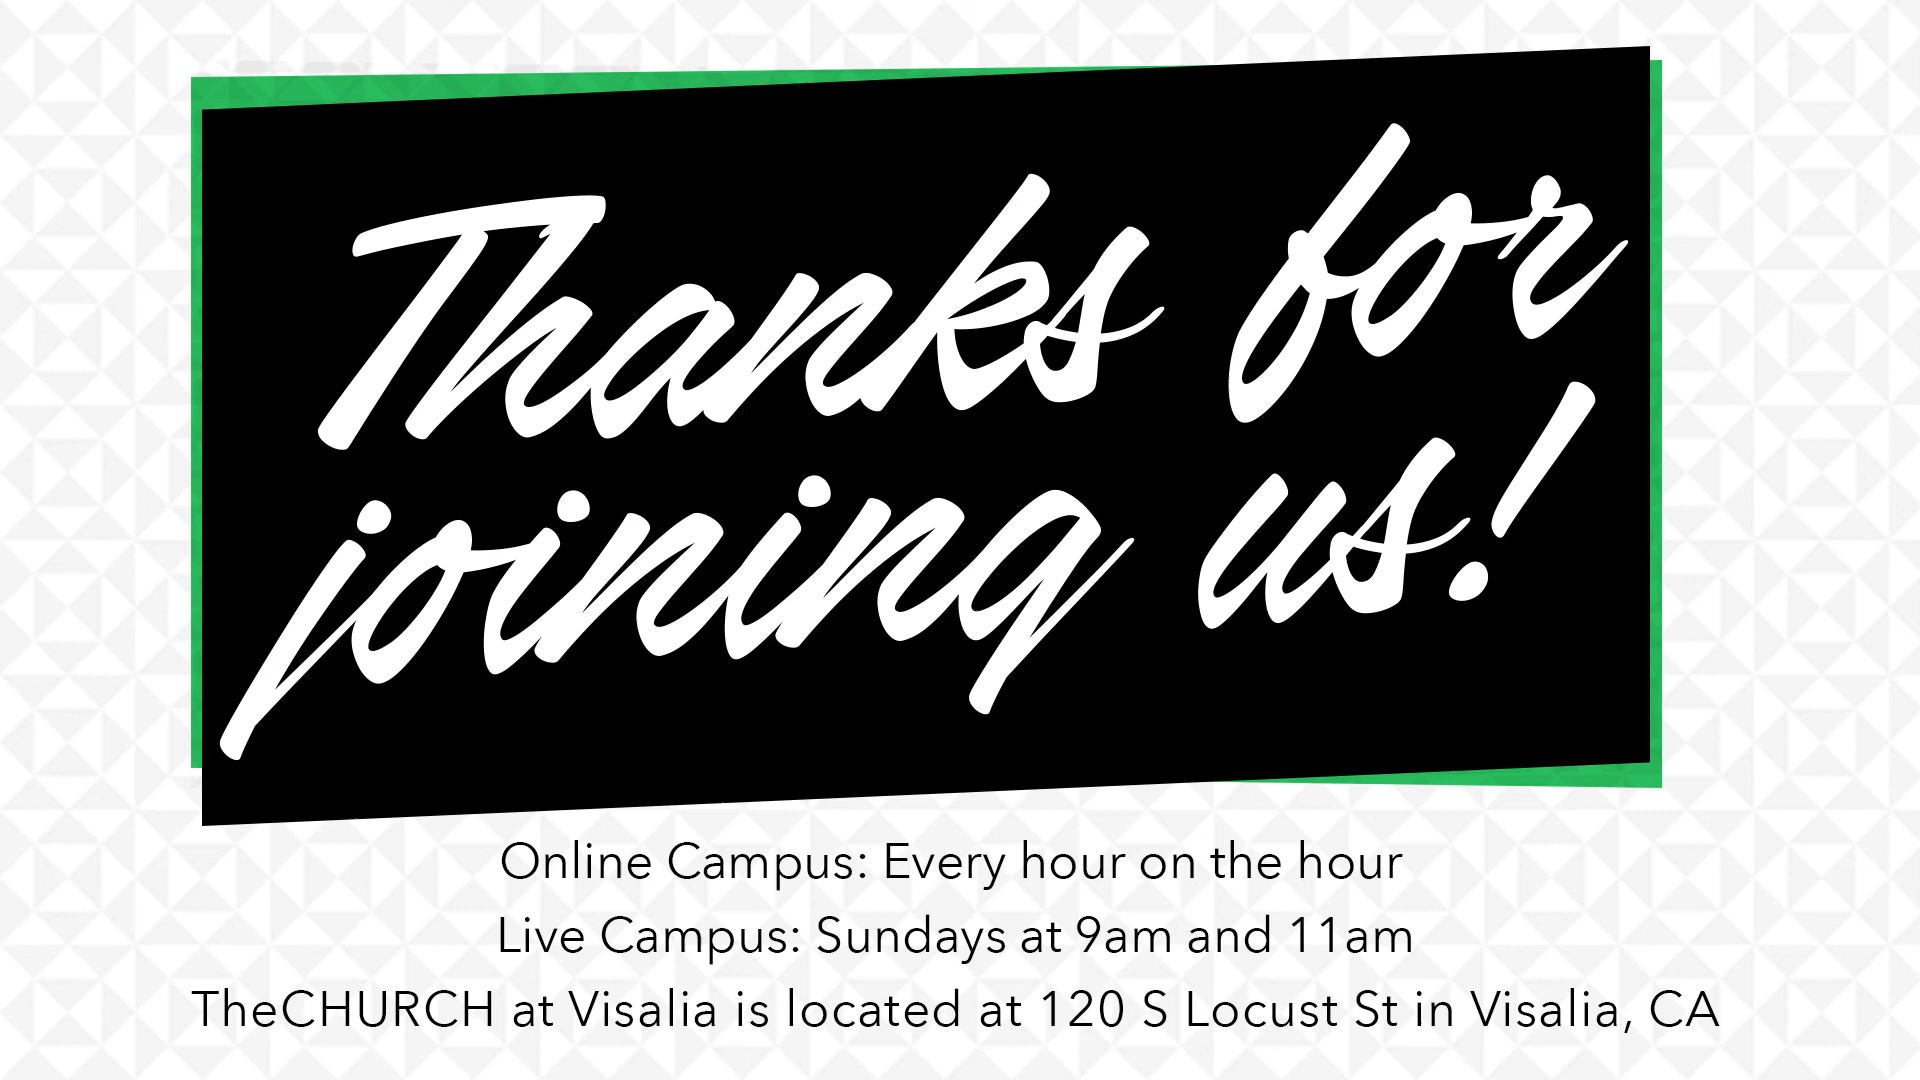 Thanks for
joining us!
Online Campus: Every hour on the hour
Live Campus: Sundays at 9am and 11am
TheCHURCH at Visalia is located at 120 S Locust St in Visalia, CA